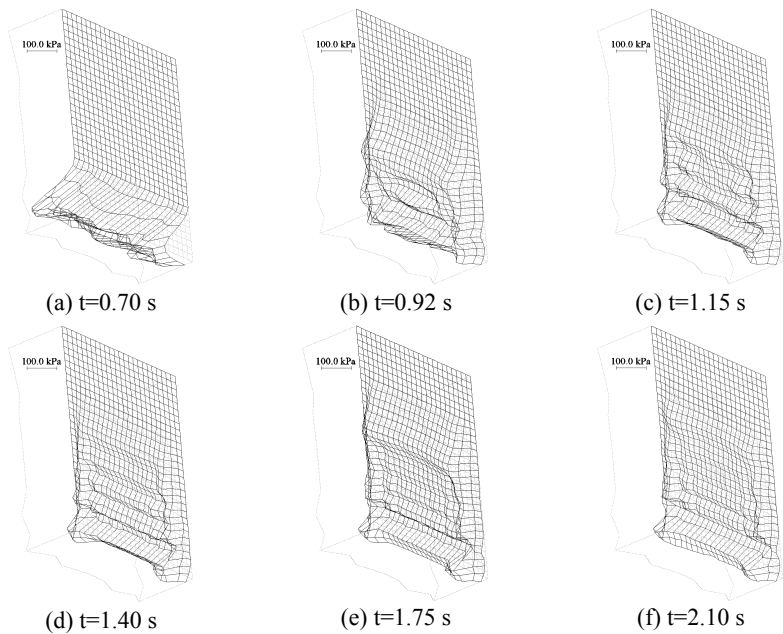 100.0 kPa
100.0 kPa
100.0 kPa
(a) t=0.70 s
(b) t=0.92 s
(c) t=1.15 s
100.0 kPa
100.0 kPa
100.0 kPa
(d) t=1.40 s
(e) t=1.75 s
(f) t=2.10 s